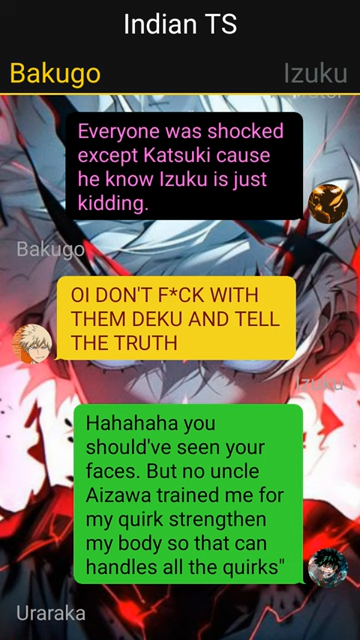 Indian TS
Bakugo
Izuku
Everyone was shocked
except Katsuki cause
he know Izuku is just
kidding.
Bakugo
OI DON'T F*CK WITH
THEM DEKU AND TELL
THE TRUTH
Izuku
Hahahaha you
should've seen your
faces. But no uncle
Aizawa trained me for
my quirk strengthen
my body so that can
handles all the quirks"
Uraraka